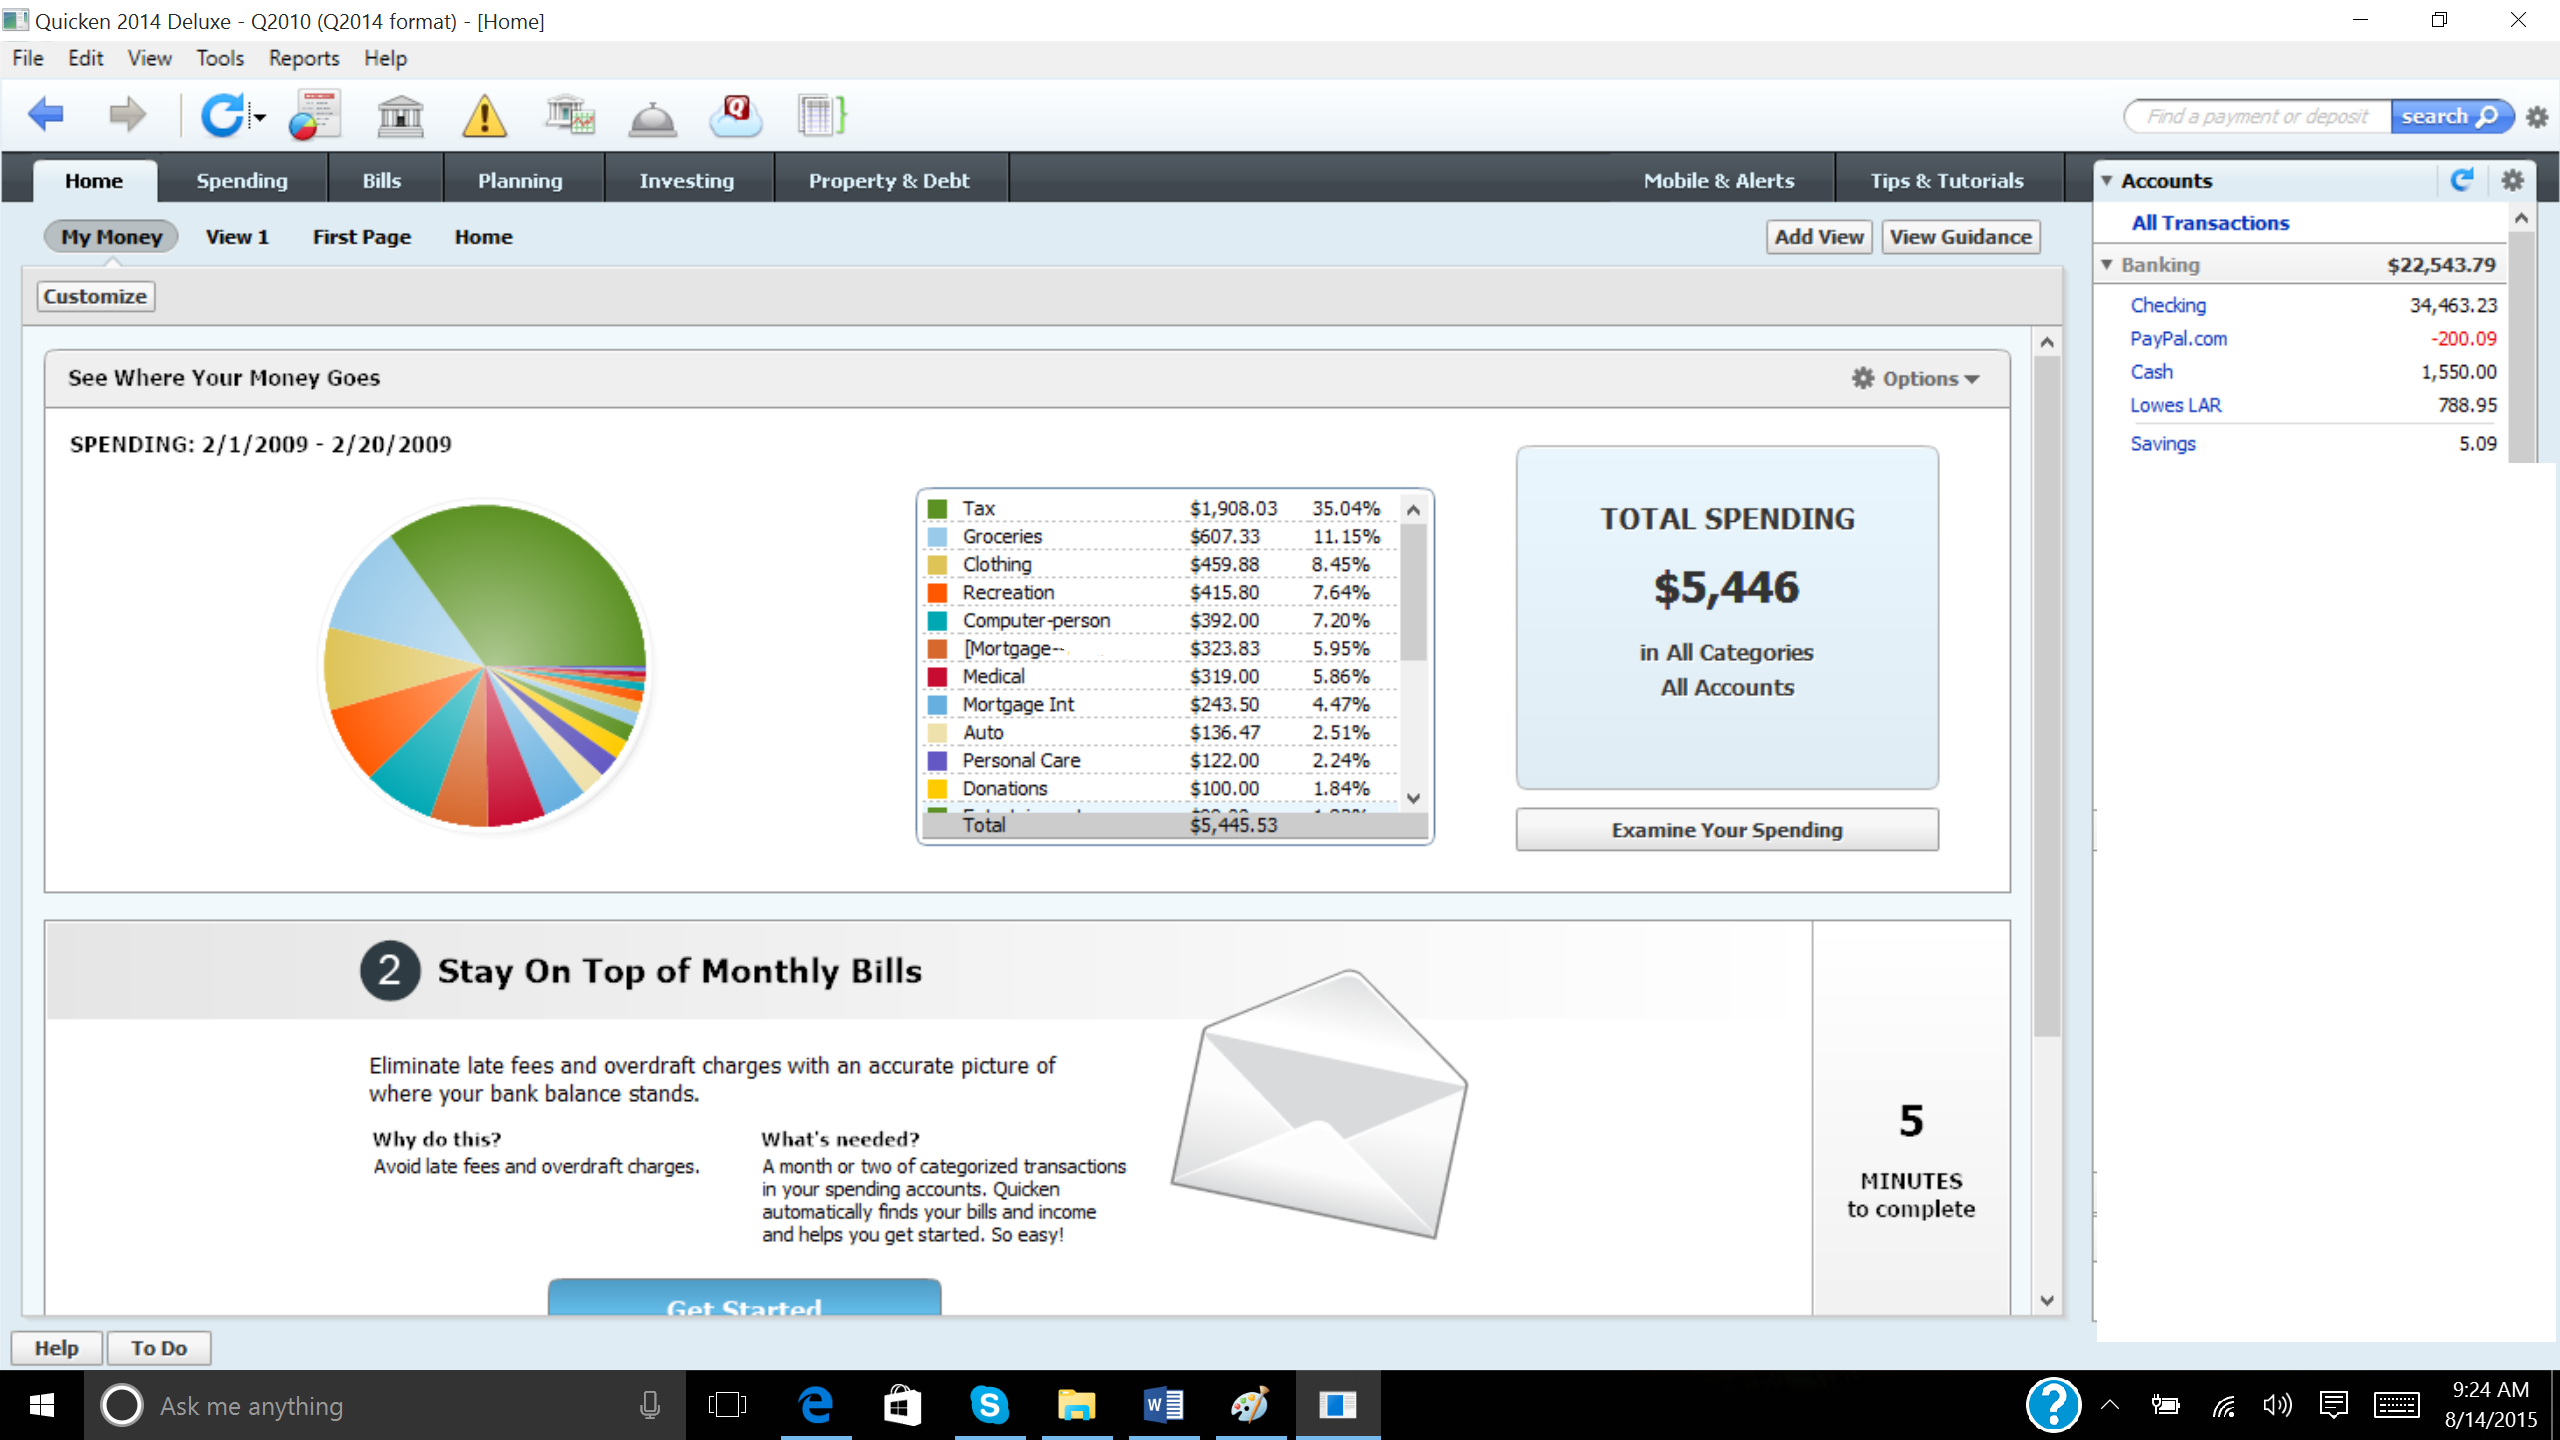 Quicken 2014 Deluxe - Q2010 (Q2014 format) - [Home]
File Edit View Tools Reports Help
Find a payment or deposit search
Home Spending Bills Planning Investing Property & Debt Mobile & Alerts Tips & Tutorials
My Money View 1 First Page Home Add View View Guidance
Customize
See Where Your Money Goes Options
SPENDING: 2/1/2009 - 2/20/2009
Tax $1,908.03 35.04%
Groceries $607.33 11.15%
Clothing $459.88 8.45%
Recreation $415.80 7.64%
Computer-person $392.00 7.20%
[Mortgage-- $323.83 5.95%
Medical $319.00 5.86%
Mortgage Int $243.50 4.47%
Auto $136.47 2.51%
Personal Care $122.00 2.24%
Donations $100.00 1.84%
Total $5,445.53
TOTAL SPENDING
$5,446
in All Categories
All Accounts
Examine Your Spending
2 Stay On Top of Monthly Bills
Eliminate late fees and overdraft charges with an accurate picture of
where your bank balance stands.
Why do this?
Avoid late fees and overdraft charges.
What's needed?
A month or two of categorized transactions
in your spending accounts. Quicken
automatically finds your bills and income
and helps you get started. So easy!
Get Started
5
MINUTES
to complete
Accounts
All Transactions
Banking $22,543.79
Checking 34,463.23
PayPal.com -200.09
Cash 1,550.00
Lowes LAR 788.95
Savings 5.09
Help To Do
Ask me anything
9:24 AM
8/14/2015